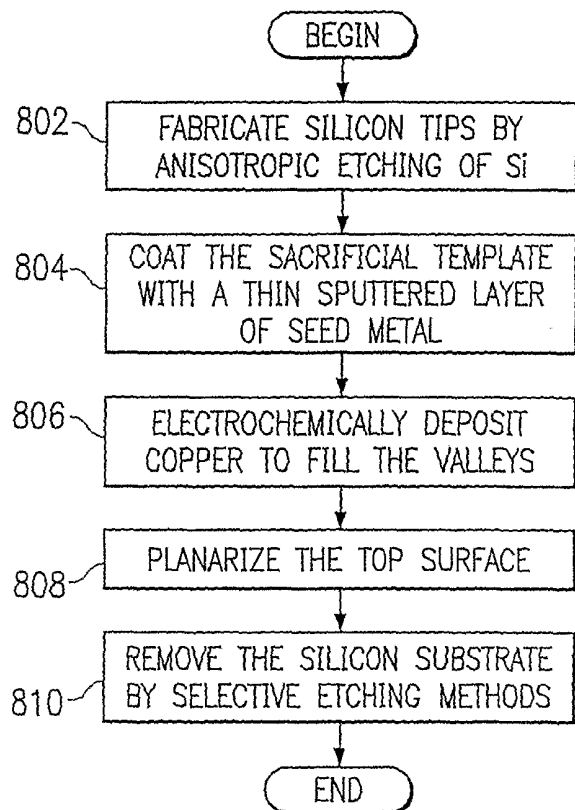 BEGIN
802
FABRICATE SILICON TIPS BY
ANISOTROPIC ETCHING OF Si
804
COAT THE SACRIFICIAL TEMPLATE
WITH A THIN SPUTTERED LAYER
OF SEED METAL
806
ELECTROCHEMICALLY DEPOSIT
COPPER TO FILL THE VALLEYS
808
PLANARIZE THE TOP SURFACE
810
REMOVE THE SILICON SUBSTRATE
BY SELECTIVE ETCHING METHODS
END